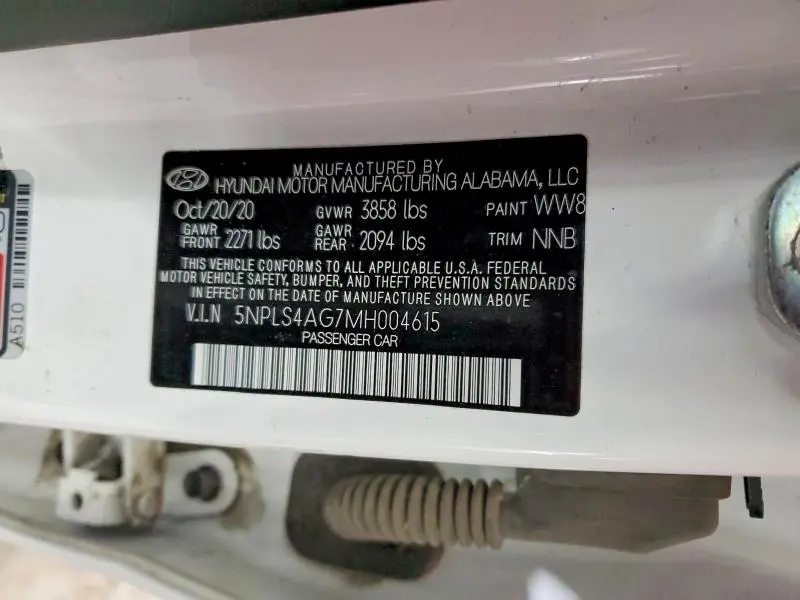 MANUFACTURED BY
HYUNDAI MOTOR MANUFACTURING ALABAMA, LLC
Oct/20/20 GVWR 3858 lbs PAINT WW8
GAWR FRONT 2271 lbs GAWR REAR 2094 lbs TRIM NNB
THIS VEHICLE CONFORMS TO ALL APPLICABLE U.S.A. FEDERAL
MOTOR VEHICLE SAFETY, BUMPER, AND THEFT PREVENTION STANDARDS
IN EFFECT ON THE DATE OF MANUFACTURE SHOWN ABOVE
V.I.N 5NPLS4AG7MH004615
PASSENGER CAR
A510